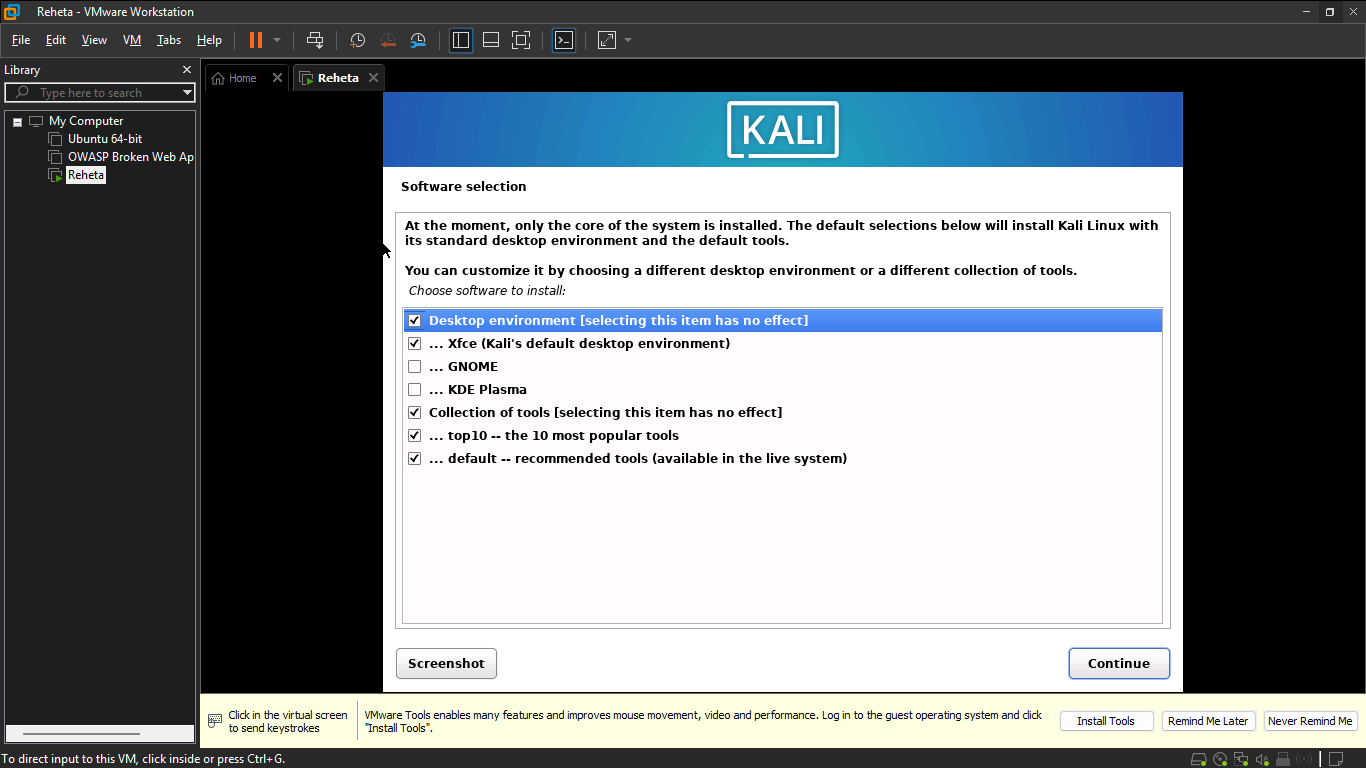 Reheta - VMware Workstation
File Edit View VM Tabs Help
Library
Type here to search
My Computer
Ubuntu 64-bit
OWASP Broken Web Ap
Reheta
Home
Reheta
KALI
Software selection
At the moment, only the core of the system is installed. The default selections below will install Kali Linux with
its standard desktop environment and the default tools.
You can customize it by choosing a different desktop environment or a different collection of tools.
Choose software to install:
Desktop environment [selecting this item has no effect]
... Xfce (Kali's default desktop environment)
... GNOME
... KDE Plasma
Collection of tools [selecting this item has no effect]
... top10 -- the 10 most popular tools
... default -- recommended tools (available in the live system)
Screenshot
Continue
Click in the virtual screen
to send keystrokes
VMware Tools enables many features and improves mouse movement, video and performance. Log in to the guest operating system and click
"Install Tools".
Install Tools
Remind Me Later
Never Remind Me
To direct input to this VM, click inside or press Ctrl+G.